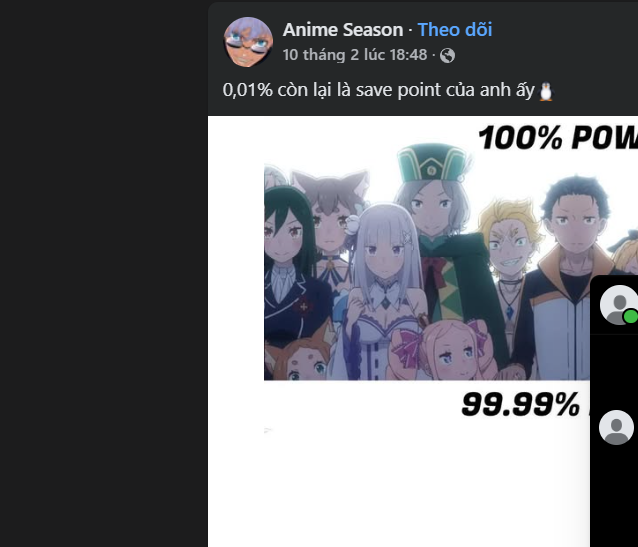 Anime Season · Theo dõi
10 tháng 2 lúc 18:48 ·
0,01% còn lại là save point của anh ấy
100% POW
99.99%